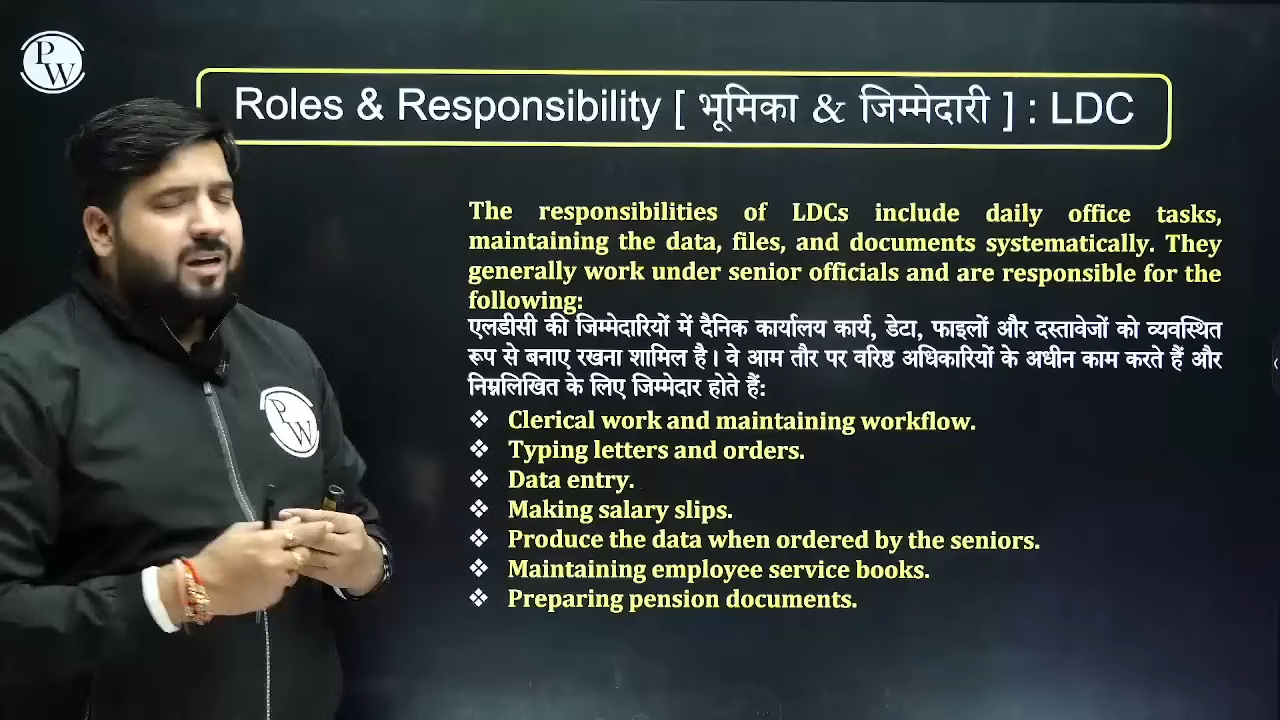 PW
Roles & Responsibility [ भूमिका & जिम्मेदारी ] : LDC
The responsibilities of LDCs include daily office tasks,
maintaining the data, files, and documents systematically. They
generally work under senior officials and are responsible for the
following:
एलडीसी की जिम्मेदारियों में दैनिक कार्यालय कार्य, डेटा, फाइलों और दस्तावेजों को व्यवस्थित
रूप से बनाए रखना शामिल है। वे आम तौर पर वरिष्ठ अधिकारियों के अधीन काम करते हैं और
निम्नलिखित के लिए जिम्मेदार होते हैं:
❖ Clerical work and maintaining workflow.
❖ Typing letters and orders.
❖ Data entry.
❖ Making salary slips.
❖ Produce the data when ordered by the seniors.
❖ Maintaining employee service books.
❖ Preparing pension documents.
PW